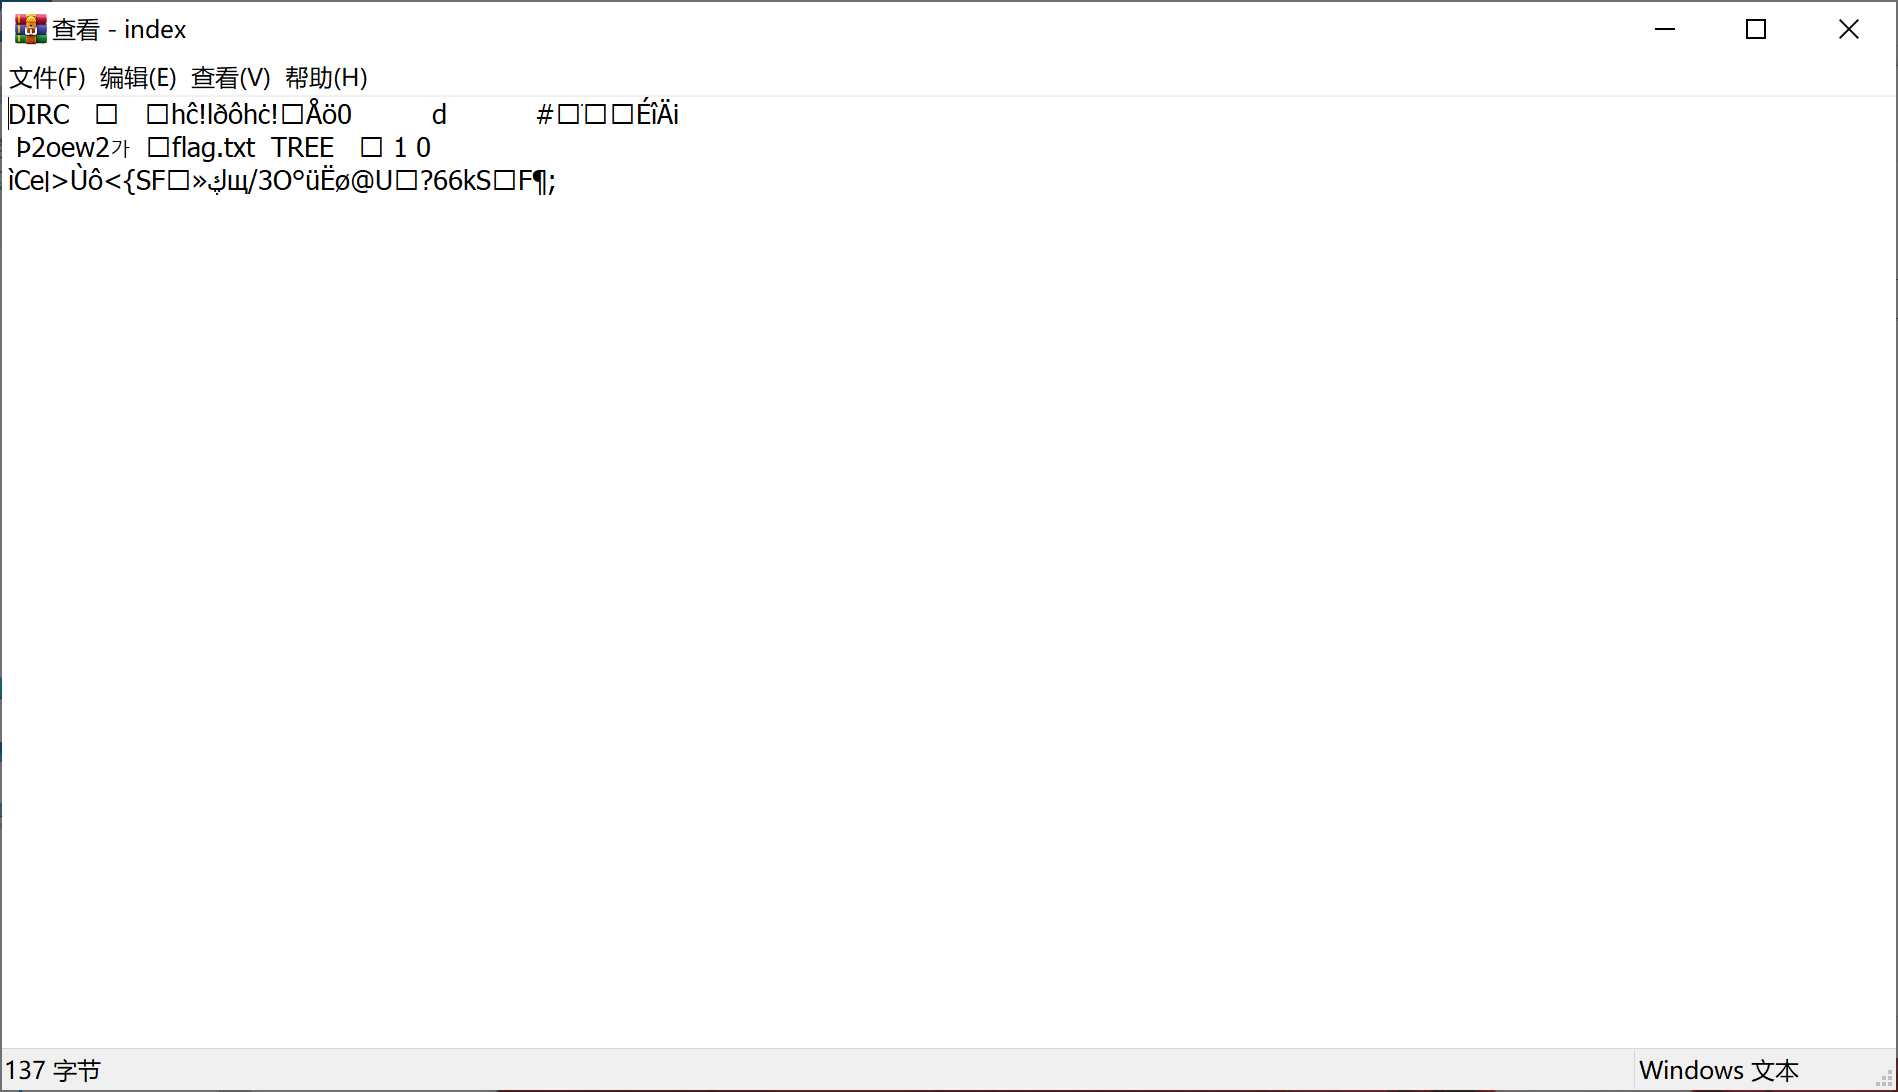 查看 - index
文件(F) 编辑(E) 查看(V) 帮助(H)
DIRC □ □hĉ!lðôhċ!□Åö0 d #□¨□□ÉîÄi
Þ2oew2가 □flag.txt TREE □ 1 0
ìCeļ>Ùô<{SF□»ڮщ/3O°üËø@U□?66kS□F¶;
137 字节
Windows 文本